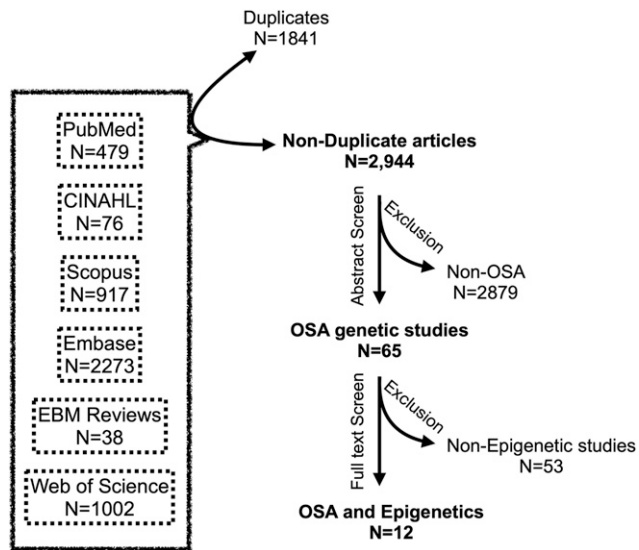 Duplicates
N=1841
PubMed
N=479
CINAHL
N=76
Scopus
N=917
Embase
N=2273
EBM Reviews
N=38
Web of Science
N=1002
Non-Duplicate articles
N=2,944
Abstract Screen
Exclusion
Non-OSA
N=2879
OSA genetic studies
N=65
Full text Screen
Exclusion
Non-Epigenetic studies
N=53
OSA and Epigenetics
N=12